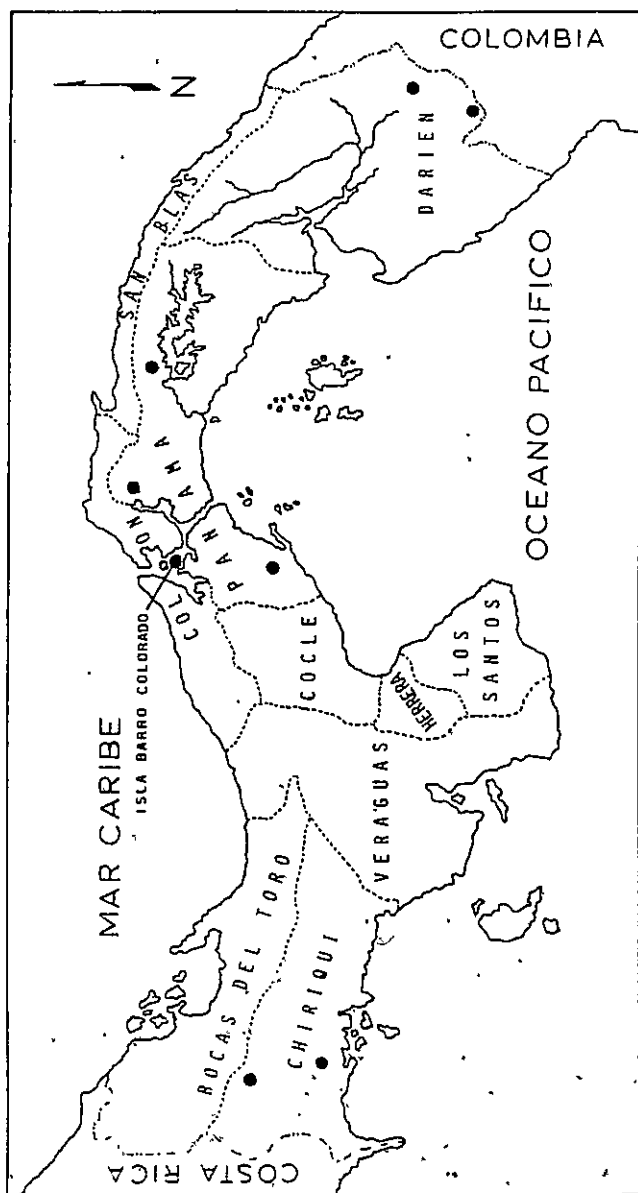 MAR CARIBE
ISLA BARRO COLORADO
COLOMBIA
N
SAN BLAS
DARIEN
PANAMA
COLON
COCLE
HERRERA
LOS
SANTOS
VERAGUAS
BOCAS DEL TORO
CHIRIQUI
COSTA RICA
OCEANO PACIFICO